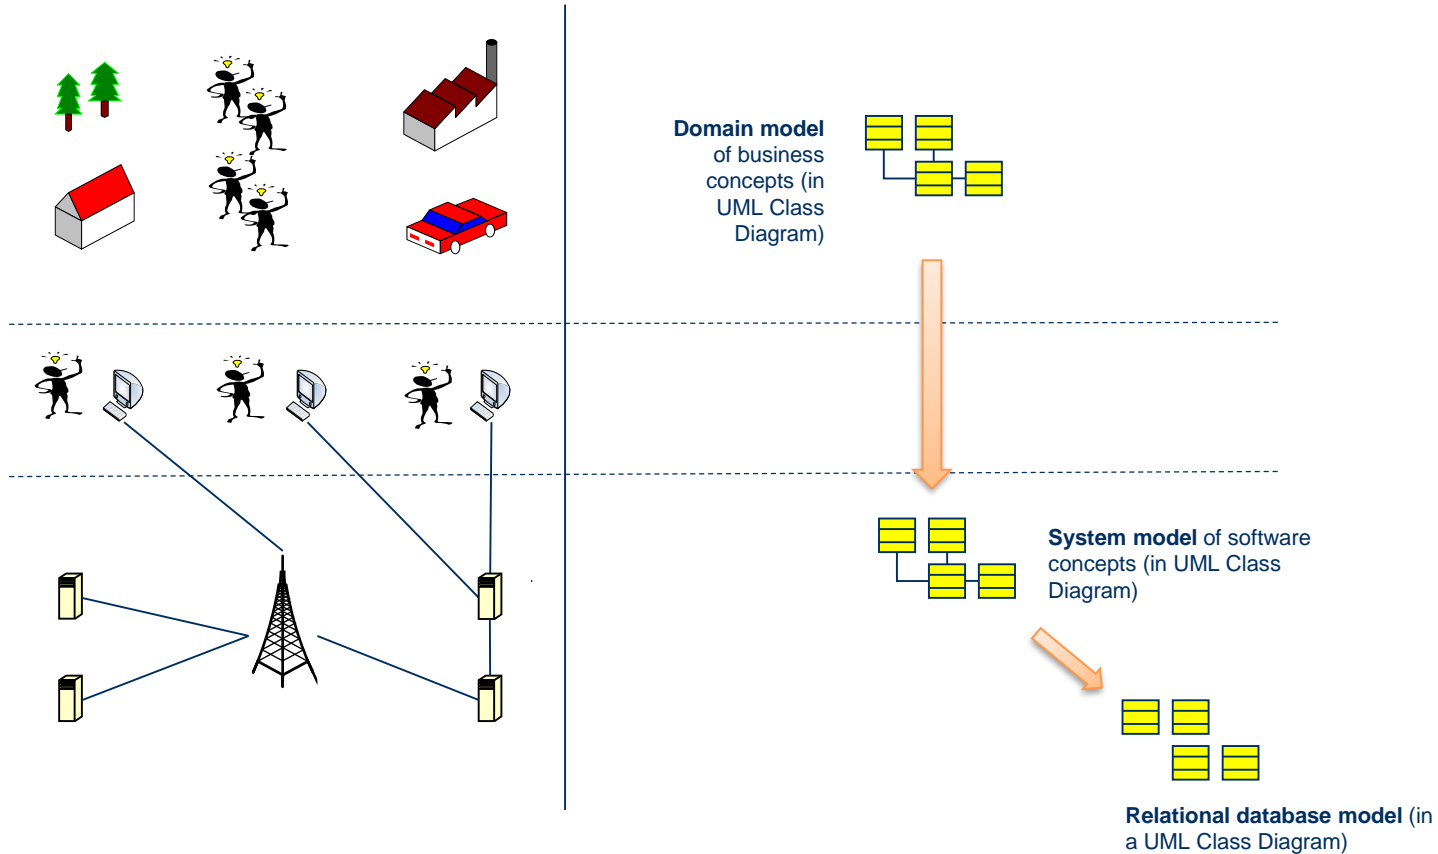 Domain model
of business
concepts (in
UML Class
Diagram)
System model of software
concepts (in UML Class
Diagram)
Relational database model (in
a UML Class Diagram)